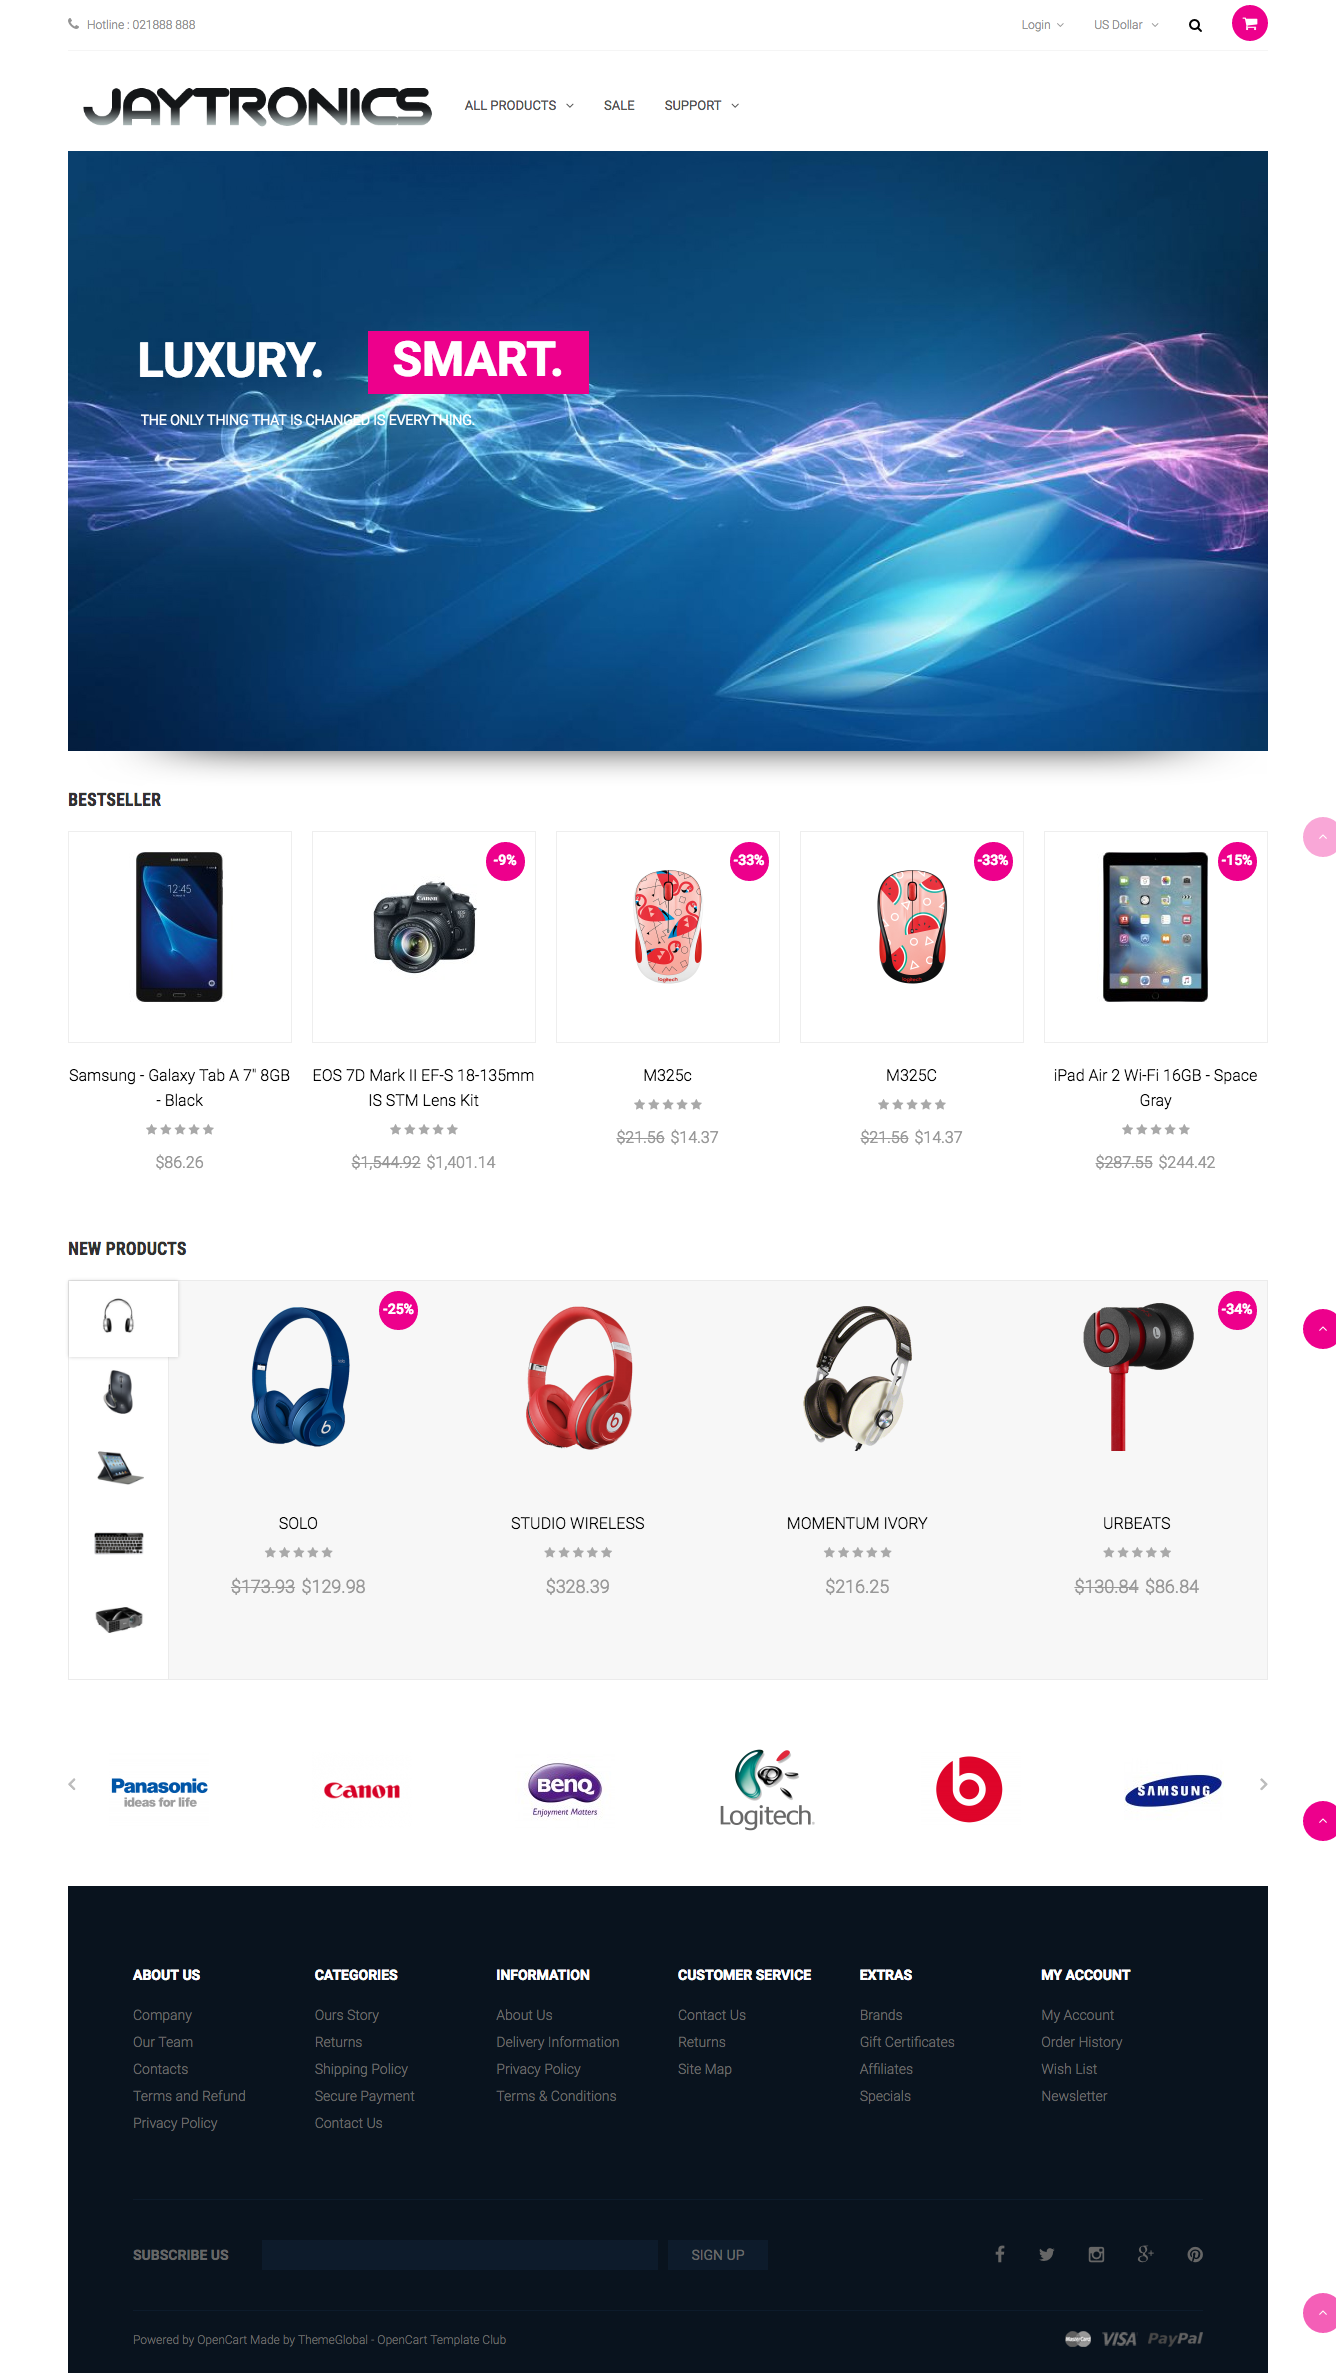 Hotline : 021888 888
Login
US Dollar
JAYTRONICS
ALL PRODUCTS
SALE
SUPPORT
LUXURY.
SMART.
THE ONLY THING THAT IS CHANGED IS EVERYTHING.
BESTSELLER
SAMSUNG
12:45
-9%
Canon
-33%
logitech
-33%
logitech
-15%
Samsung - Galaxy Tab A 7" 8GB
- Black
$86.26
EOS 7D Mark II EF-S 18-135mm
IS STM Lens Kit
$1,544.92 $1,401.14
M325c
$21.56 $14.37
M325C
$21.56 $14.37
iPad Air 2 Wi-Fi 16GB - Space
Gray
$287.55 $244.42
NEW PRODUCTS
-25%
-34%
SOLO
$173.93 $129.98
STUDIO WIRELESS
$328.39
MOMENTUM IVORY
$216.25
URBEATS
$130.84 $86.84
Panasonic
ideas for life
Canon
BenQ
Enjoyment Matters
Logitech
b
SAMSUNG
ABOUT US
Company
Our Team
Contacts
Terms and Refund
Privacy Policy
CATEGORIES
Ours Story
Returns
Shipping Policy
Secure Payment
Contact Us
INFORMATION
About Us
Delivery Information
Privacy Policy
Terms & Conditions
CUSTOMER SERVICE
Contact Us
Returns
Site Map
EXTRAS
Brands
Gift Certificates
Affiliates
Specials
MY ACCOUNT
My Account
Order History
Wish List
Newsletter
SUBSCRIBE US
SIGN UP
Powered by OpenCart Made by ThemeGlobal - OpenCart Template Club
MasterCard VISA PayPal